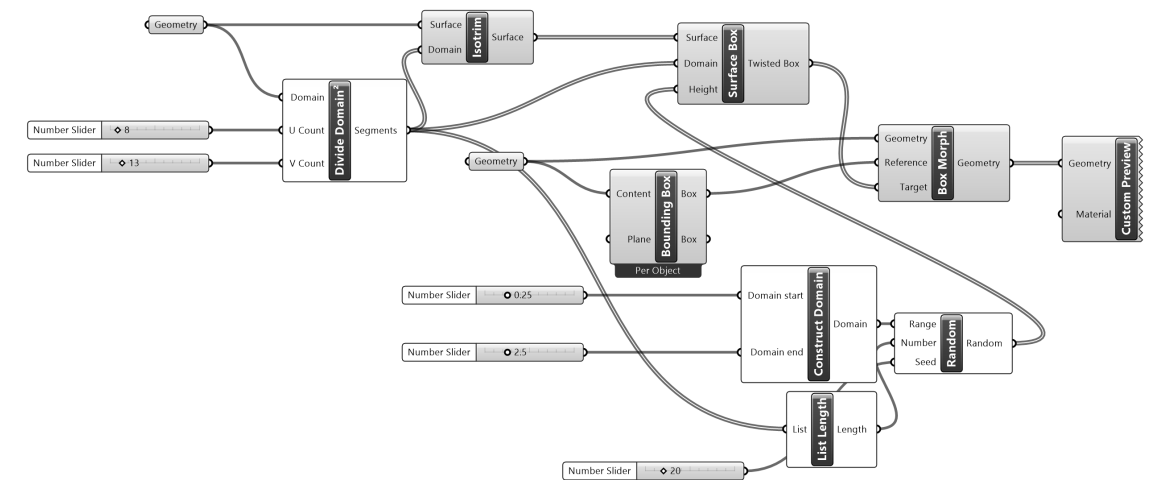 Geometry
Surface
Domain
Isotrim
Surface
Surface
Domain
Height
Surface Box
Twisted Box
Domain
U Count
V Count
Divide Domain²
Segments
Number Slider 8
Number Slider 13
Geometry
Content
Plane
Bounding Box
Box
Box
Per Object
Geometry
Reference
Target
Box Morph
Geometry
Geometry
Material
Custom Preview
Number Slider 0.25
Number Slider 2.5
Domain start
Domain end
Construct Domain
Domain
Range
Number
Seed
Random
Random
List
List Length
Length
Number Slider 20